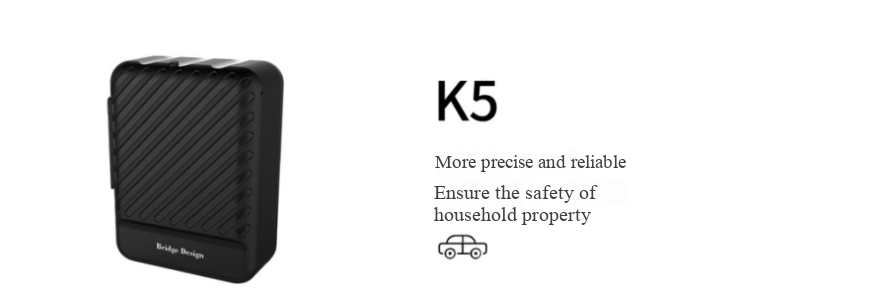 K5
More precise and reliable
Ensure the safety of
household property
Bridge Design